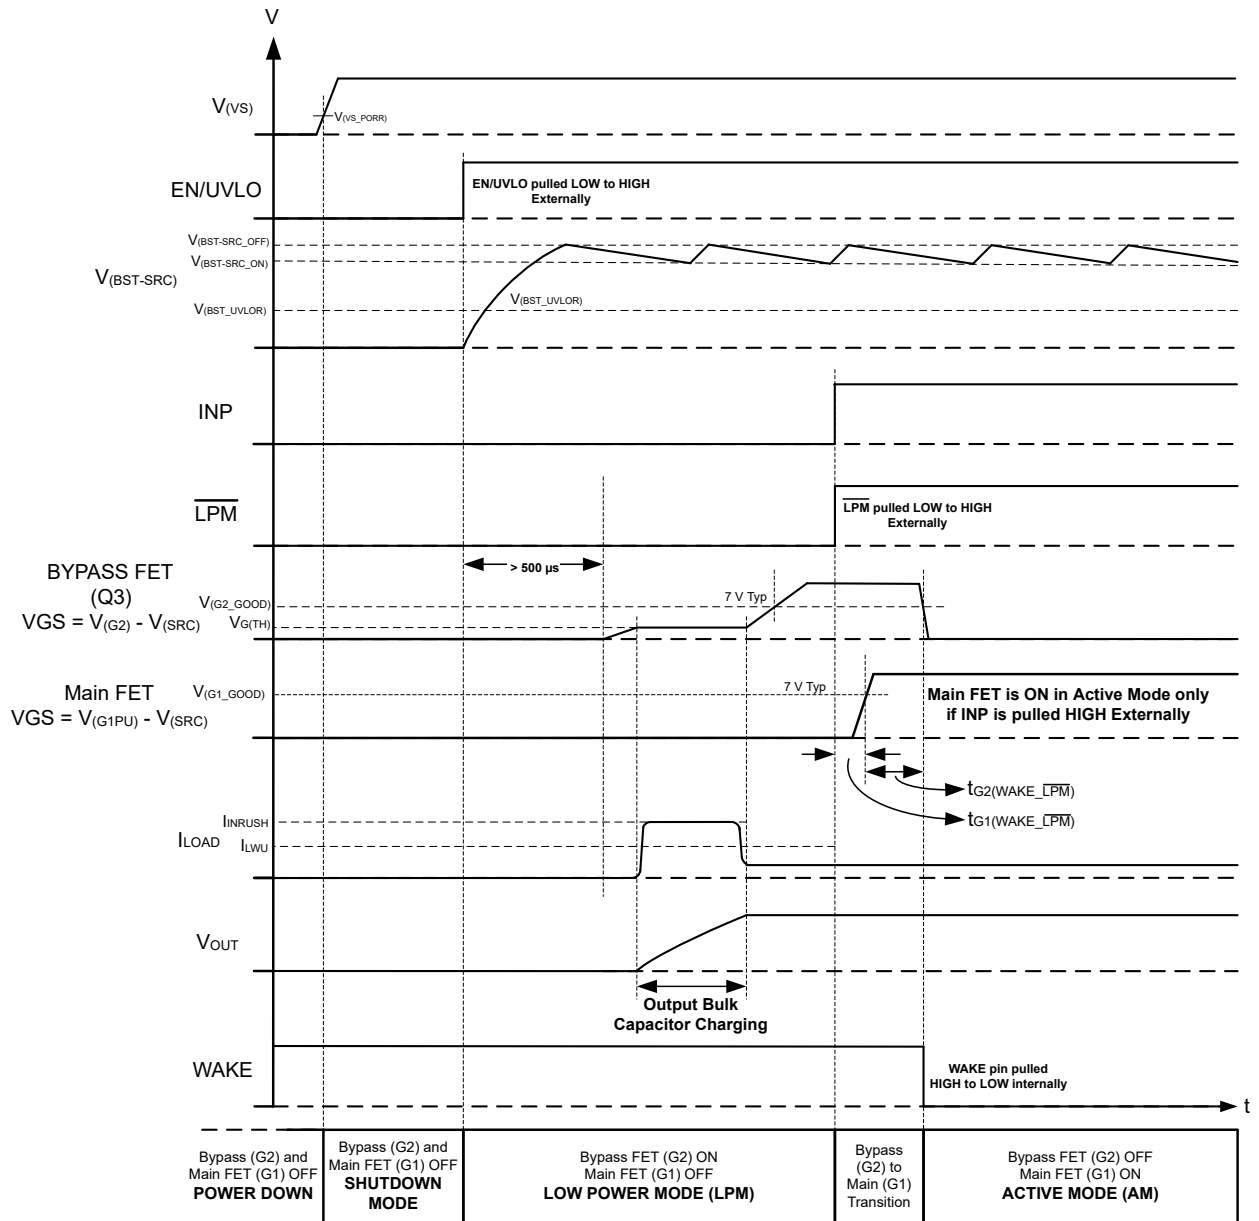 V
V(VS)
V(VS_PORR)
EN/UVLO
EN/UVLO pulled LOW to HIGH
Externally
V(BST-SRC_OFF)
V(BST-SRC_ON)
V(BST-SRC)
V(BST_UVLOR)
V(BST_UVLOR)
INP
LPM
LPM pulled LOW to HIGH
Externally
> 500 µs
BYPASS FET
(Q3)
VGS = V(G2) - V(SRC)
V(G2_GOOD)
VG(TH)
7 V Typ
Main FET
VGS = V(G1PU) - V(SRC)
V(G1_GOOD)
7 V Typ
Main FET is ON in Active Mode only
if INP is pulled HIGH Externally
tG2(WAKE_LPM)
tG1(WAKE_LPM)
IINRUSH
ILOAD
ILWU
VOUT
Output Bulk
Capacitor Charging
WAKE
WAKE pin pulled
HIGH to LOW internally
t
Bypass (G2) and
Main FET (G1) OFF
POWER DOWN
Bypass (G2) and
Main FET (G1) OFF
SHUTDOWN
MODE
Bypass FET (G2) ON
Main FET (G1) OFF
LOW POWER MODE (LPM)
Bypass
(G2) to
Main (G1)
Transition
Bypass FET (G2) OFF
Main FET (G1) ON
ACTIVE MODE (AM)